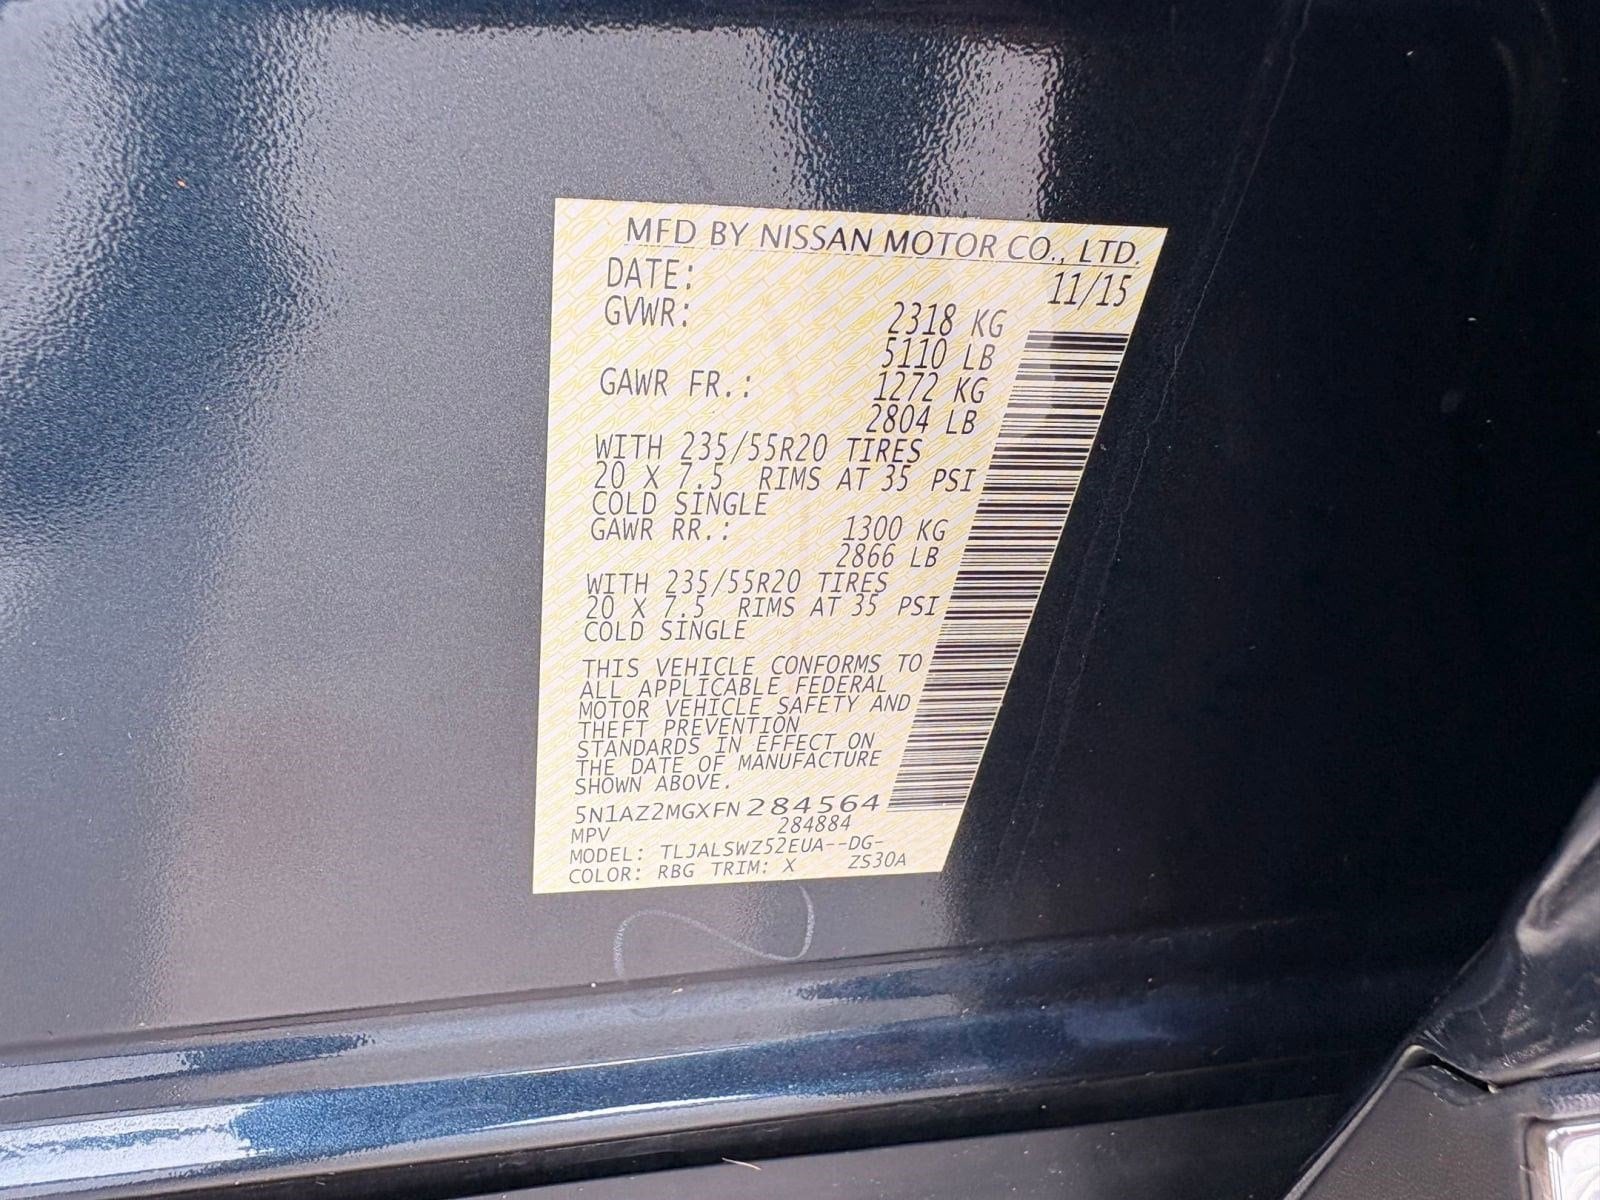 MFD BY NISSAN MOTOR CO., LTD.
DATE: 11/15
GVWR: 2318 KG
5110 LB
GAWR FR.: 1272 KG
2804 LB
WITH 235/55R20 TIRES
20 X 7.5 RIMS AT 35 PSI
COLD SINGLE
GAWR RR.: 1300 KG
2866 LB
WITH 235/55R20 TIRES
20 X 7.5 RIMS AT 35 PSI
COLD SINGLE
THIS VEHICLE CONFORMS TO
ALL APPLICABLE FEDERAL
MOTOR VEHICLE SAFETY AND
THEFT PREVENTION
STANDARDS IN EFFECT ON
THE DATE OF MANUFACTURE
SHOWN ABOVE.
5N1AZ2MGXFN284564
MPV 284884
MODEL: TLJALSWZ52EUA--DG-
COLOR: RBG TRIM: X ZS30A